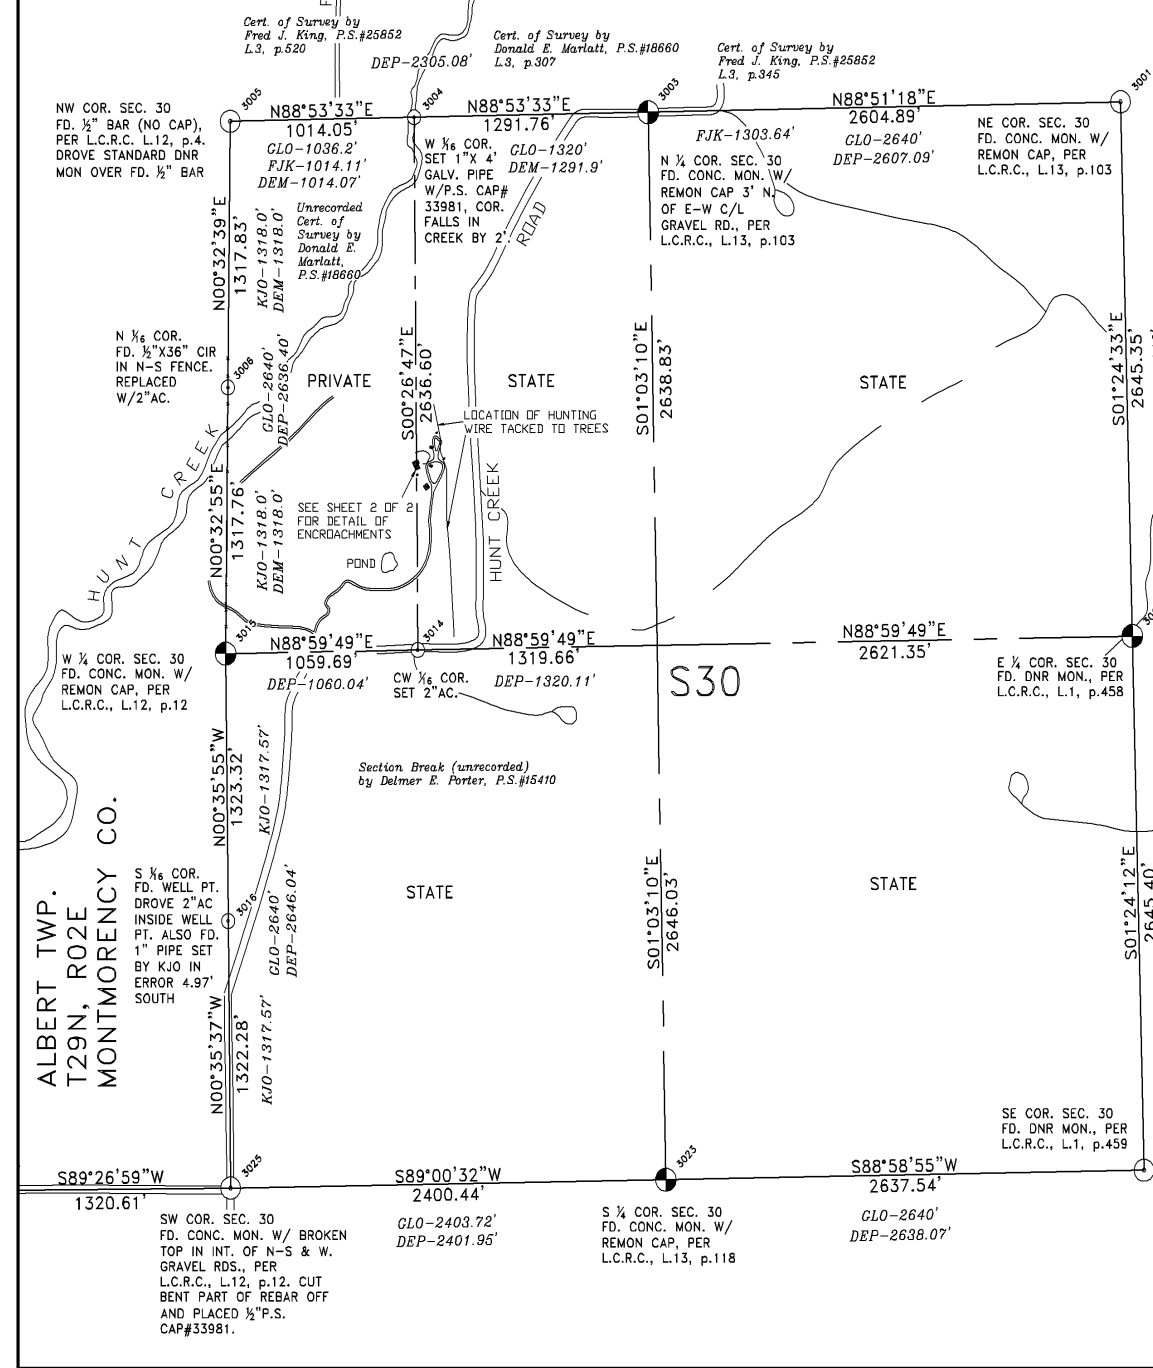 Cert. of Survey by
Fred J. King, P.S.#25852
L.3, p.520
DEP-2305.08'
Cert. of Survey by
Donald E. Marlatt, P.S.#18660
L.3, p.307
Cert. of Survey by
Fred J. King, P.S.#25852
L.3, p.345
NW COR. SEC. 30
FD. ½" BAR (NO CAP),
PER L.C.R.C. L.12, p.4.
DROVE STANDARD DNR
MON OVER FD. ½" BAR
3005
N88°53'33"E
1014.05'
GLO-1036.2'
FJK-1014.11'
DEM-1014.07'
3004
N88°53'33"E
1291.76'
GLO-1320'
DEM-1291.9'
3003
N88°51'18"E
2604.89'
FJK-1303.64'
GLO-2640'
DEP-2607.09'
3001
NE COR. SEC. 30
FD. CONC. MON. W/
REMON CAP, PER
L.C.R.C., L.13, p.103
W ⅟₁₆ COR.
SET 1"X 4'
GALV. PIPE
W/P.S. CAP#
33981, COR.
FALLS IN
CREEK BY 2'.
N ¼ COR. SEC. 30
FD. CONC. MON. W/
REMON CAP 3' N.
OF E-W C/L
GRAVEL RD., PER
L.C.R.C., L.13, p.103
ROAD
Unrecorded
Cert. of
Survey by
Donald E.
Marlatt,
P.S.#18660
N00°32'39"E
1317.83'
KJO-1318.0'
DEM-1318.0'
N ⅟₁₆ COR.
FD. ½"X36" CIR
IN N-S FENCE.
REPLACED
W/2"AC.
3006
GLO-2640'
DEP-2636.40'
PRIVATE
S00°26'47"E
2636.60'
STATE
S01°03'10"E
2638.83'
STATE
S01°24'33"E
2645.35'
LOCATION OF HUNTING
WIRE TACKED TO TREES
HUNT CREEK
N00°32'55"E
1317.76'
KJO-1318.0'
DEM-1318.0'
SEE SHEET 2 OF 2
FOR DETAIL OF
ENCROACHMENTS
POND
HUNT CREEK
3015
N88°59'49"E
1059.69'
DEP-1060.04'
3014
N88°59'49"E
1319.66'
DEP-1320.11'
N88°59'49"E
2621.35'
W ¼ COR. SEC. 30
FD. CONC. MON. W/
REMON CAP, PER
L.C.R.C., L.12, p.12
CW ⅟₁₆ COR.
SET 2"AC.
S30
E ¼ COR. SEC. 30
FD. DNR MON., PER
L.C.R.C., L.1, p.458
N00°35'55"W
1323.32'
KJO-1317.57'
Section Break (unrecorded)
by Delmer E. Porter, P.S.#15410
ALBERT TWP.
T29N, R02E
MONTMORENCY CO.
S ⅟₁₆ COR.
FD. WELL PT.
DROVE 2"AC
INSIDE WELL
PT. ALSO FD.
1" PIPE SET
BY KJO IN
ERROR 4.97'
SOUTH
3016
GLO-2640'
DEP-2646.04'
STATE
S01°03'10"E
2646.03'
STATE
S01°24'12"E
2645.40'
N00°35'37"W
1322.28'
KJO-1317.57'
SE COR. SEC. 30
FD. DNR MON., PER
L.C.R.C., L.1, p.459
S89°26'59"W
1320.61'
3025
S89°00'32"W
2400.44'
GLO-2403.72'
DEP-2401.95'
3023
S88°58'55"W
2637.54'
GLO-2640'
DEP-2638.07'
SW COR. SEC. 30
FD. CONC. MON. W/ BROKEN
TOP IN INT. OF N-S & W.
GRAVEL RDS., PER
L.C.R.C., L.12, p.12. CUT
BENT PART OF REBAR OFF
AND PLACED ½"P.S.
CAP#33981.
S ¼ COR. SEC. 30
FD. CONC. MON. W/
REMON CAP, PER
L.C.R.C., L.13, p.118